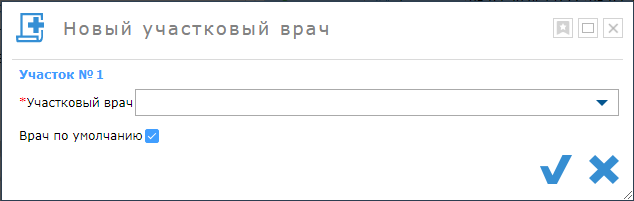 Новый участковый врач
Участок № 1
*Участковый врач
Врач по умолчанию